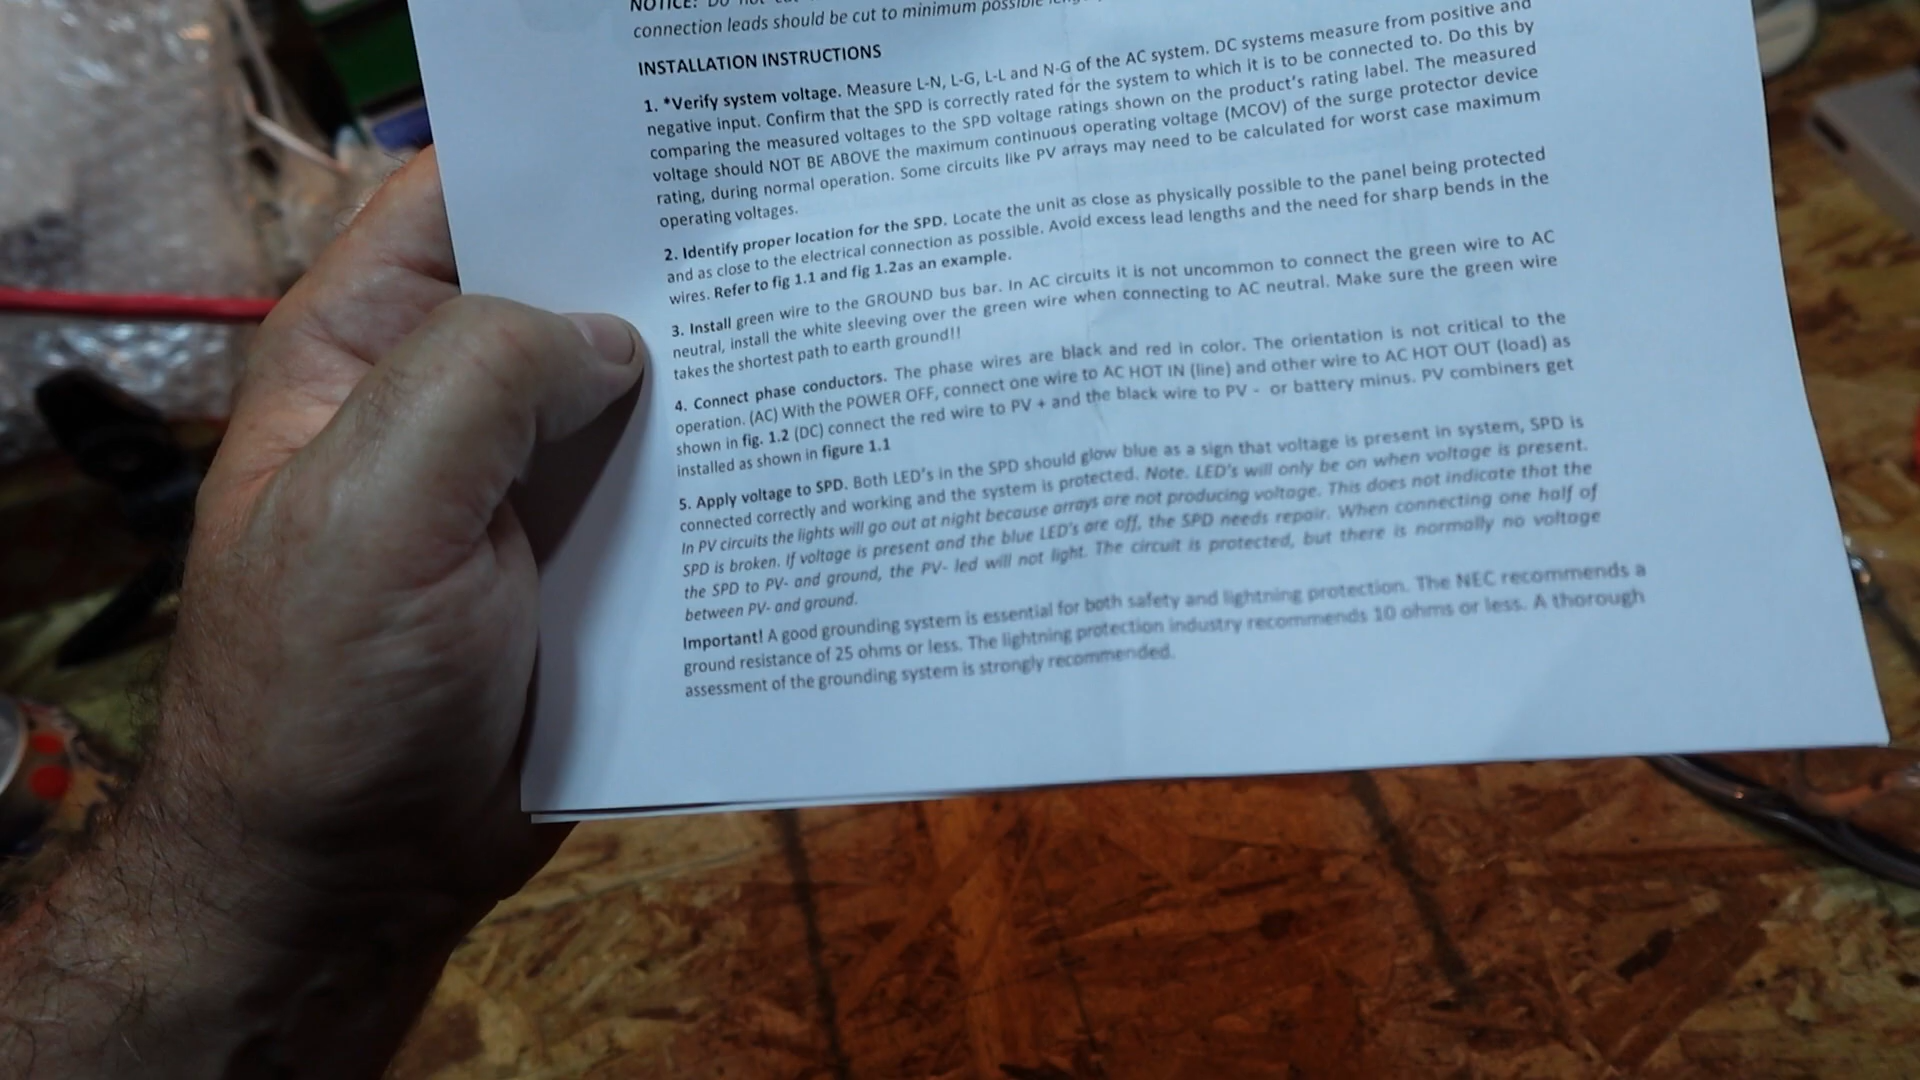 NOTICE: Do not cut
connection leads should be cut to minimum possible
INSTALLATION INSTRUCTIONS
1. *Verify system voltage. Measure L-N, L-G, L-L and N-G of the AC system. DC systems measure from positive and
negative input. Confirm that the SPD is correctly rated for the system to which it is to be connected to. Do this by
comparing the measured voltages to the SPD voltage ratings shown on the product's rating label. The measured
voltage should NOT BE ABOVE the maximum continuous operating voltage (MCOV) of the surge protector device
rating, during normal operation. Some circuits like PV arrays may need to be calculated for worst case maximum
operating voltages.
2. Identify proper location for the SPD. Locate the unit as close as physically possible to the panel being protected
and as close to the electrical connection as possible. Avoid excess lead lengths and the need for sharp bends in the
wires. Refer to fig 1.1 and fig 1.2as an example.
3. Install green wire to the GROUND bus bar. In AC circuits it is not uncommon to connect the green wire to AC
neutral, install the white sleeving over the green wire when connecting to AC neutral. Make sure the green wire
takes the shortest path to earth ground!!
4. Connect phase conductors. The phase wires are black and red in color. The orientation is not critical to the
operation. (AC) With the POWER OFF, connect one wire to AC HOT IN (line) and other wire to AC HOT OUT (load) as
shown in fig. 1.2 (DC) connect the red wire to PV + and the black wire to PV - or battery minus. PV combiners get
installed as shown in figure 1.1
5. Apply voltage to SPD. Both LED's in the SPD should glow blue as a sign that voltage is present in system, SPD is
connected correctly and working and the system is protected. Note. LED's will only be on when voltage is present.
In PV circuits the lights will go out at night because arrays are not producing voltage. This does not indicate that the
SPD is broken. If voltage is present and the blue LED's are off, the SPD needs repair. When connecting one half of
the SPD to PV- and ground, the PV- led will not light. The circuit is protected, but there is normally no voltage
between PV- and ground.
Important! A good grounding system is essential for both safety and lightning protection. The NEC recommends a
ground resistance of 25 ohms or less. The lightning protection industry recommends 10 ohms or less. A thorough
assessment of the grounding system is strongly recommended.